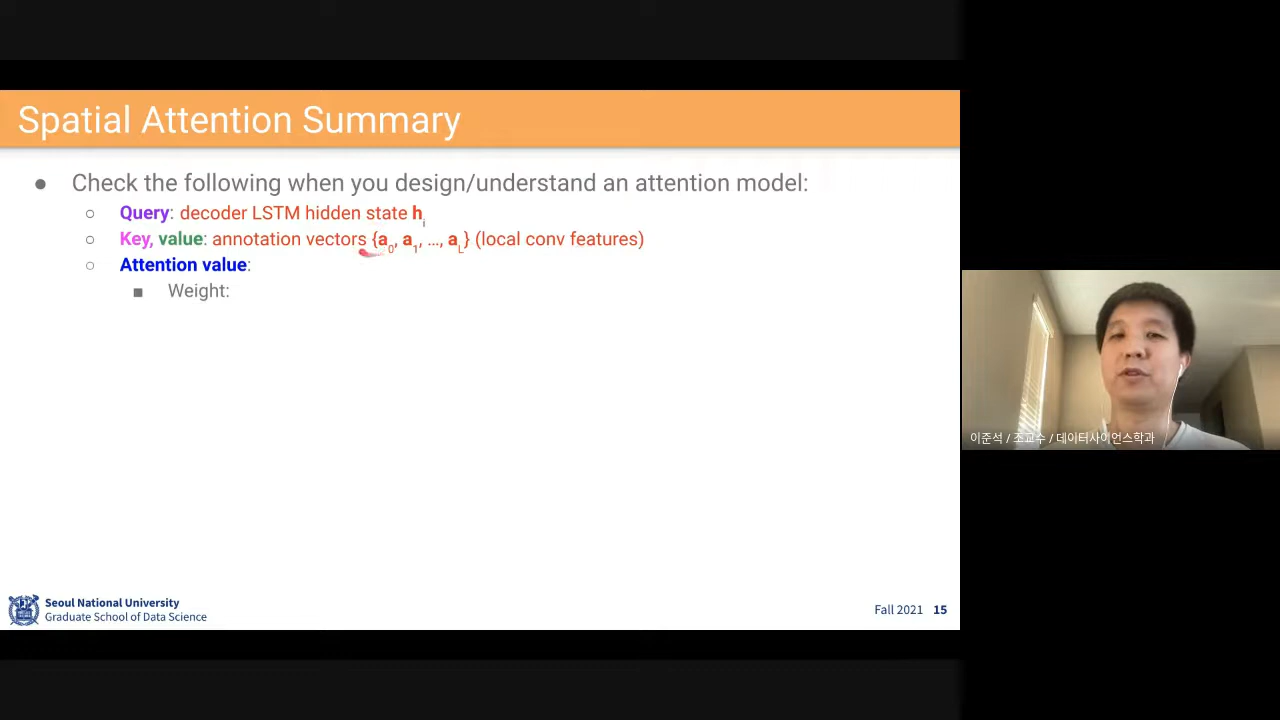 Spatial Attention Summary
● Check the following when you design/understand an attention model:
○ Query: decoder LSTM hidden state hᵢ
○ Key, value: annotation vectors {a₀, a₁, …, a_L} (local conv features)
○ Attention value:
■ Weight:
이준석 / 조교수 / 데이터사이언스학과
Seoul National University
Graduate School of Data Science
Fall 2021 15